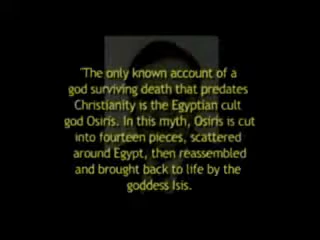 "The only known account of a
god surviving death that predates
Christianity is the Egyptian cult
god Osiris. In this myth, Osiris is cut
into fourteen pieces, scattered
around Egypt, then reassembled
and brought back to life by the
goddess Isis.